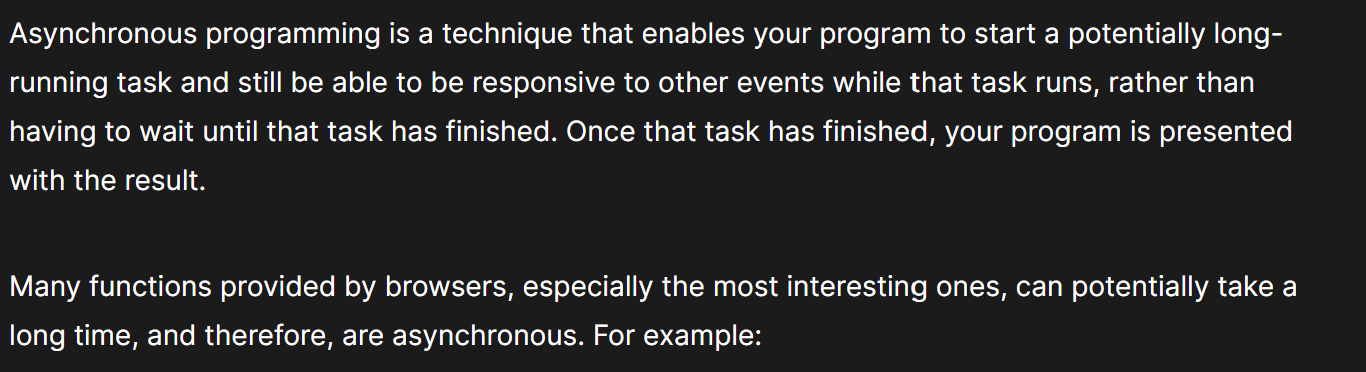 Asynchronous programming is a technique that enables your program to start a potentially long-
running task and still be able to be responsive to other events while that task runs, rather than
having to wait until that task has finished. Once that task has finished, your program is presented
with the result.
Many functions provided by browsers, especially the most interesting ones, can potentially take a
long time, and therefore, are asynchronous. For example: